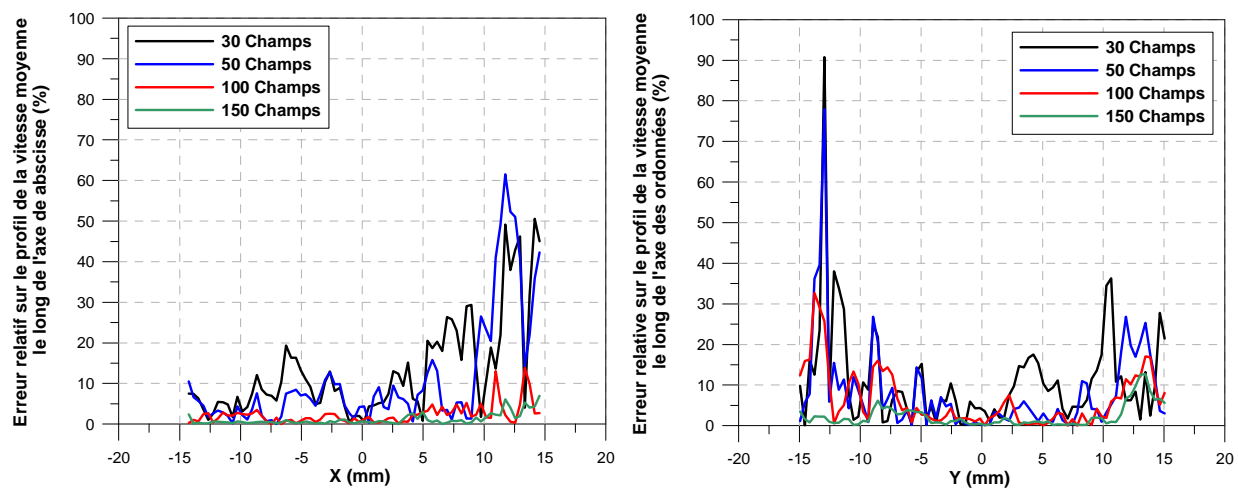 Erreur relatif sur le profil de la vitesse moyenne
le long de l'axe de abscisse (%)
100
90
80
70
60
50
40
30
20
10
0
30 Champs
50 Champs
100 Champs
150 Champs
-20 -15 -10 -5 0 5 10 15 20
X (mm)
Erreur relative sur le profil de la vitesse moyenne
le long de l'axe des ordonnées (%)
100
90
80
70
60
50
40
30
20
10
0
30 Champs
50 Champs
100 Champs
150 Champs
-20 -15 -10 -5 0 5 10 15 20
Y (mm)